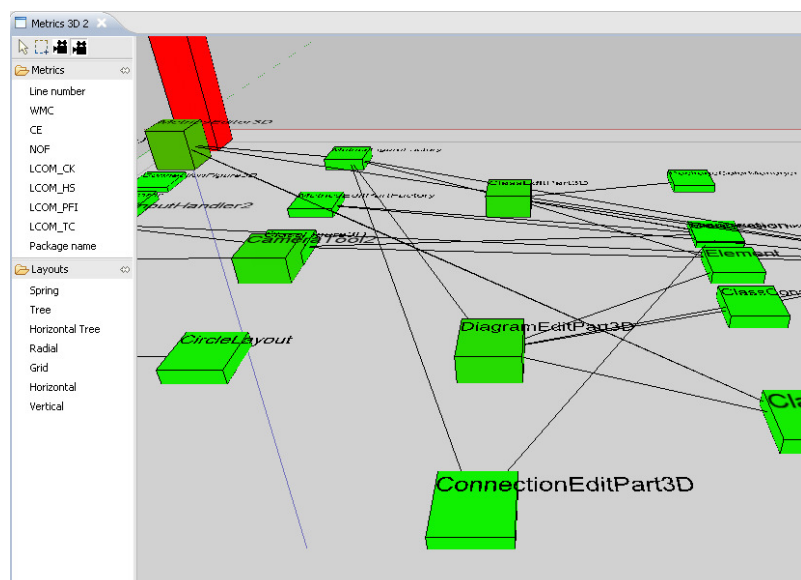 Metrics 3D 2
Metrics
Line number
WMC
CE
NOF
LCOM_CK
LCOM_HS
LCOM_PFI
LCOM_TC
Package name
Layouts
Spring
Tree
Horizontal Tree
Radial
Grid
Horizontal
Vertical
ClassEditPart3D
MetricEditPartFactory
CameraTool2
Element
CircleLayout
DiagramEditPart3D
ConnectionEditPart3D